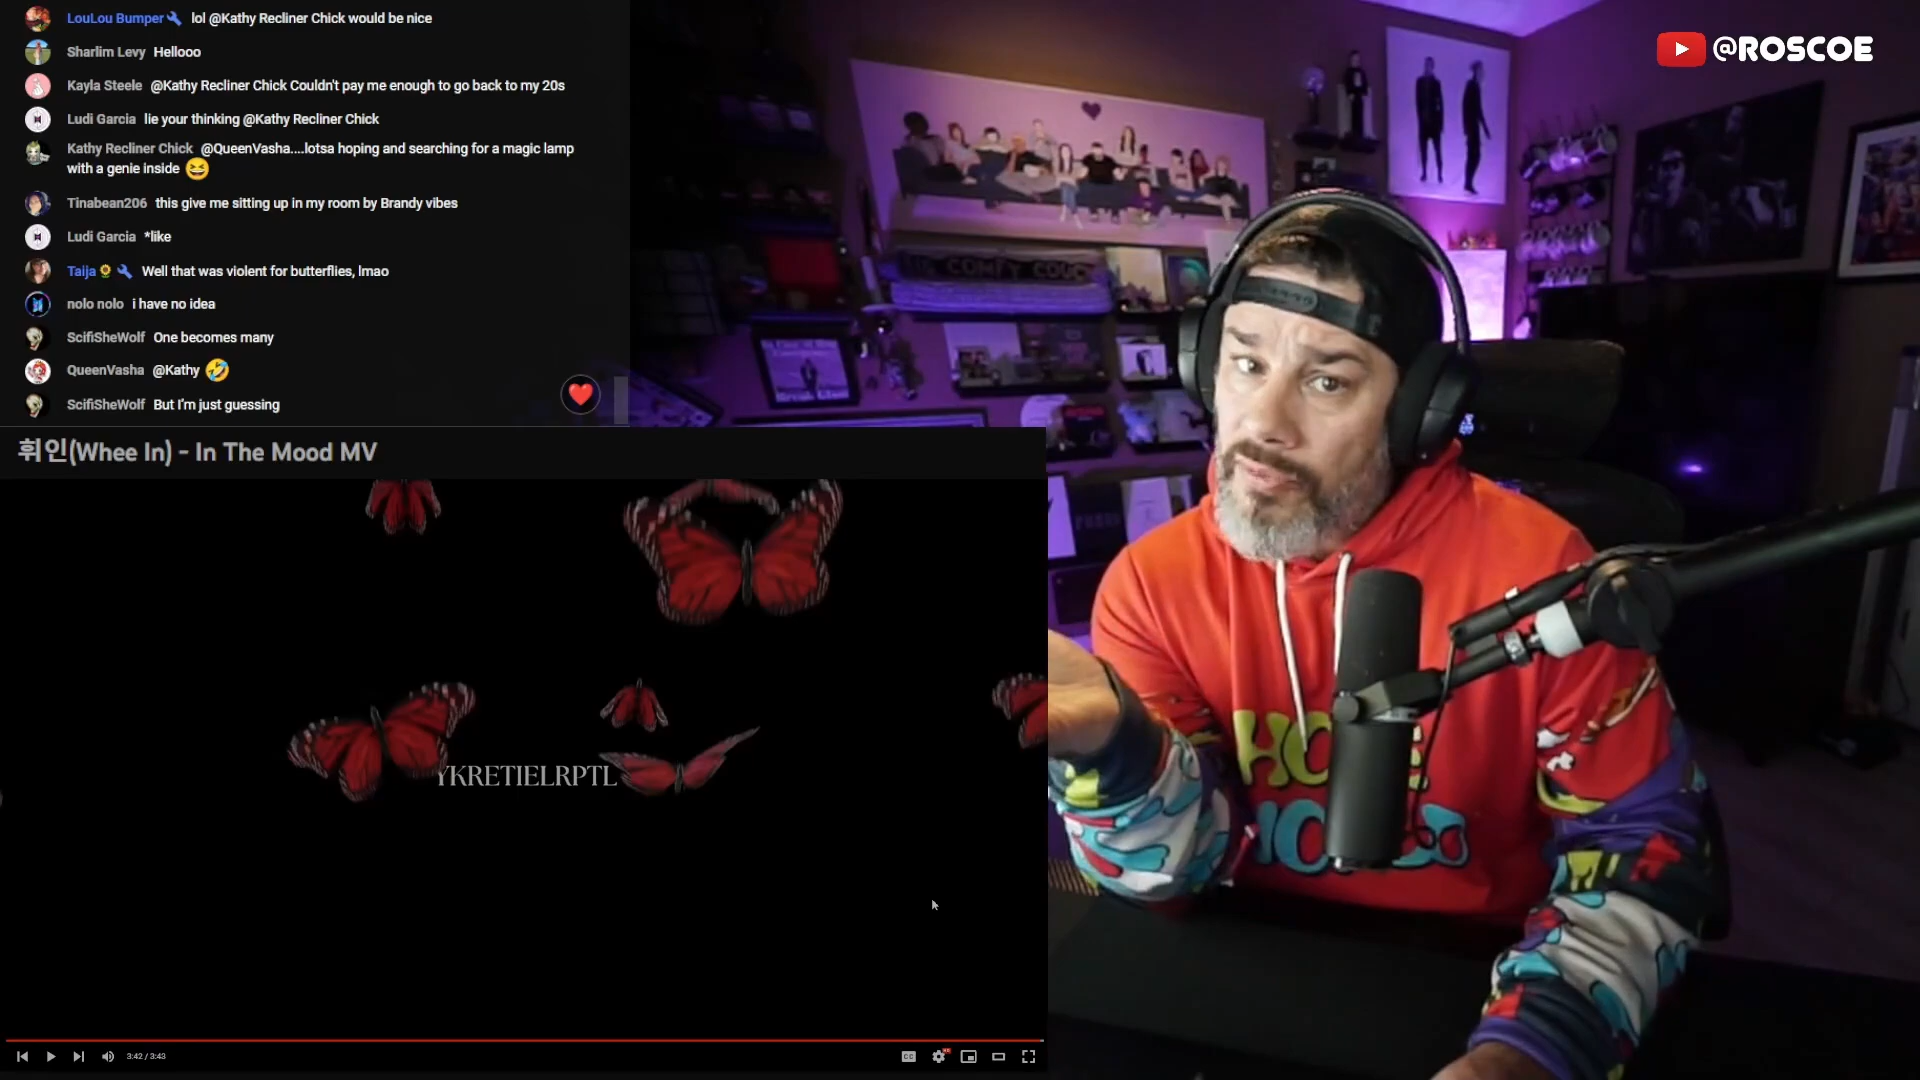 LouLou Bumper lol @Kathy Recliner Chick would be nice
Sharlim Levy Hellooo
Kayla Steele @Kathy Recliner Chick Couldn't pay me enough to go back to my 20s
Ludi Garcia lie your thinking @Kathy Recliner Chick
Kathy Recliner Chick @QueenVasha....lotsa hoping and searching for a magic lamp
with a genie inside 😆
Tinabean206 this give me sitting up in my room by Brandy vibes
Ludi Garcia *like
Taija🌻 Well that was violent for butterflies, lmao
nolo nolo i have no idea
ScifiSheWolf One becomes many
QueenVasha @Kathy 🤣
ScifiSheWolf But I'm just guessing
휘인(Whee In) - In The Mood MV
YKRETIELRPTL
3:42 / 3:43
CC
@ROSCOE
COMFY COUCH